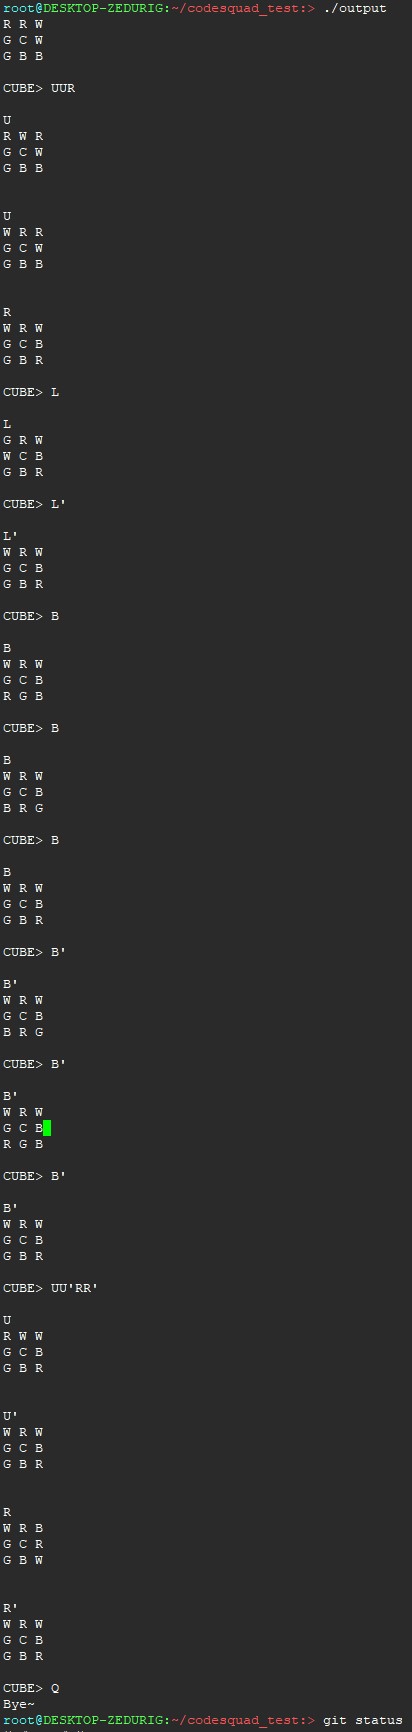 root@DESKTOP-ZEDURIG:~/codesquad_test:> ./output
R R W
G C W
G B B
CUBE> UUR
U
R W R
G C W
G B B
U
W R R
G C W
G B B
R
W R W
G C B
G B R
CUBE> L
L
G R W
W C B
G B R
CUBE> L'
L'
W R W
G C B
G B R
CUBE> B
B
W R W
G C B
R G B
CUBE> B
B
W R W
G C B
B R G
CUBE> B
B
W R W
G C B
G B R
CUBE> B'
B'
W R W
G C B
B R G
CUBE> B'
B'
W R W
G C B
R G B
CUBE> B'
B'
W R W
G C B
G B R
CUBE> UU'RR'
U
R W W
G C B
G B R
U'
W R W
G C B
G B R
R
W R B
G C R
G B W
R'
W R W
G C B
G B R
CUBE> Q
Bye~
root@DESKTOP-ZEDURIG:~/codesquad_test:> git status